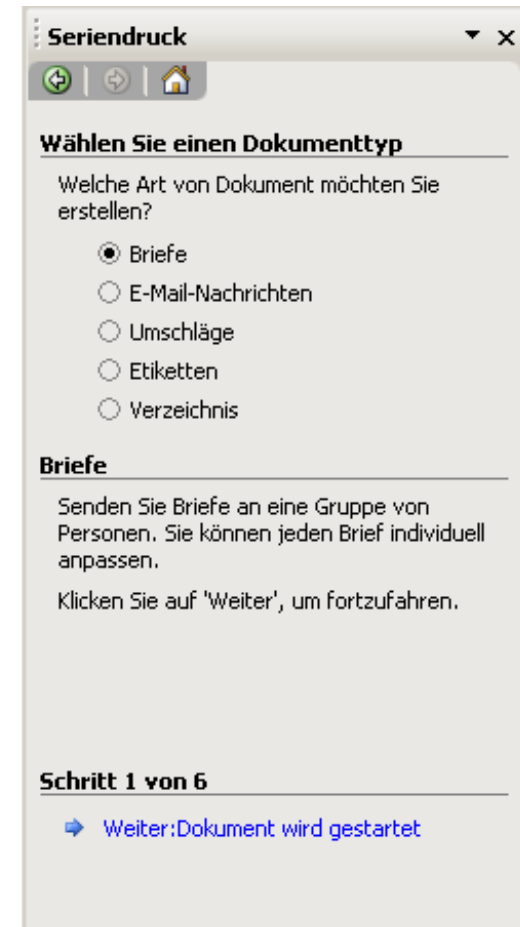 Seriendruck
Wählen Sie einen Dokumenttyp
Welche Art von Dokument möchten Sie
erstellen?
Briefe
E-Mail-Nachrichten
Umschläge
Etiketten
Verzeichnis
Briefe
Senden Sie Briefe an eine Gruppe von
Personen. Sie können jeden Brief individuell
anpassen.
Klicken Sie auf 'Weiter', um fortzufahren.
Schritt 1 von 6
Weiter:Dokument wird gestartet